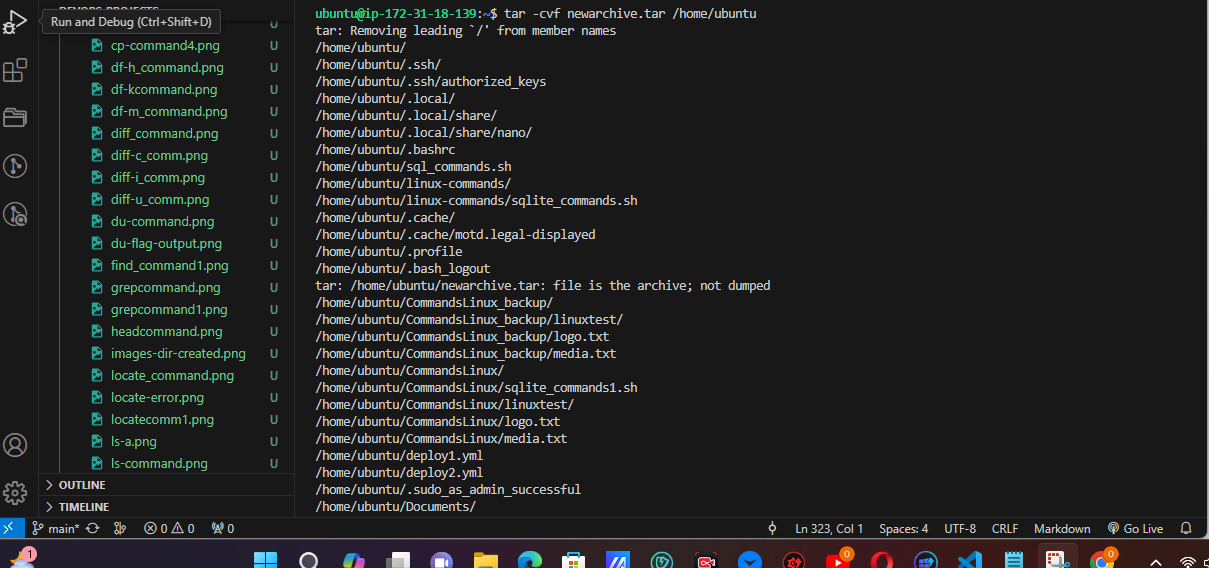 DEVOPS-PROJECTS
Run and Debug (Ctrl+Shift+D)
U
cp-command4.png U
df-h_command.png U
df-kcommand.png U
df-m_command.png U
diff_command.png U
diff-c_comm.png U
diff-i_comm.png U
diff-u_comm.png U
du-command.png U
du-flag-output.png U
find_command1.png U
grepcommand.png U
grepcommand1.png U
headcommand.png U
images-dir-created.png U
locate_command.png U
locate-error.png U
locatecomm1.png U
ls-a.png U
ls-command.png U
OUTLINE
TIMELINE
ubuntu@ip-172-31-18-139:~$ tar -cvf newarchive.tar /home/ubuntu
tar: Removing leading `/' from member names
/home/ubuntu/
/home/ubuntu/.ssh/
/home/ubuntu/.ssh/authorized_keys
/home/ubuntu/.local/
/home/ubuntu/.local/share/
/home/ubuntu/.local/share/nano/
/home/ubuntu/.bashrc
/home/ubuntu/sql_commands.sh
/home/ubuntu/linux-commands/
/home/ubuntu/linux-commands/sqlite_commands.sh
/home/ubuntu/.cache/
/home/ubuntu/.cache/motd.legal-displayed
/home/ubuntu/.profile
/home/ubuntu/.bash_logout
tar: /home/ubuntu/newarchive.tar: file is the archive; not dumped
/home/ubuntu/CommandsLinux_backup/
/home/ubuntu/CommandsLinux_backup/linuxtest/
/home/ubuntu/CommandsLinux_backup/logo.txt
/home/ubuntu/CommandsLinux_backup/media.txt
/home/ubuntu/CommandsLinux/
/home/ubuntu/CommandsLinux/sqlite_commands1.sh
/home/ubuntu/CommandsLinux/linuxtest/
/home/ubuntu/CommandsLinux/logo.txt
/home/ubuntu/CommandsLinux/media.txt
/home/ubuntu/deploy1.yml
/home/ubuntu/deploy2.yml
/home/ubuntu/.sudo_as_admin_successful
/home/ubuntu/Documents/
main* 0 0 0 Ln 323, Col 1 Spaces: 4 UTF-8 CRLF Markdown Go Live
1 0 0